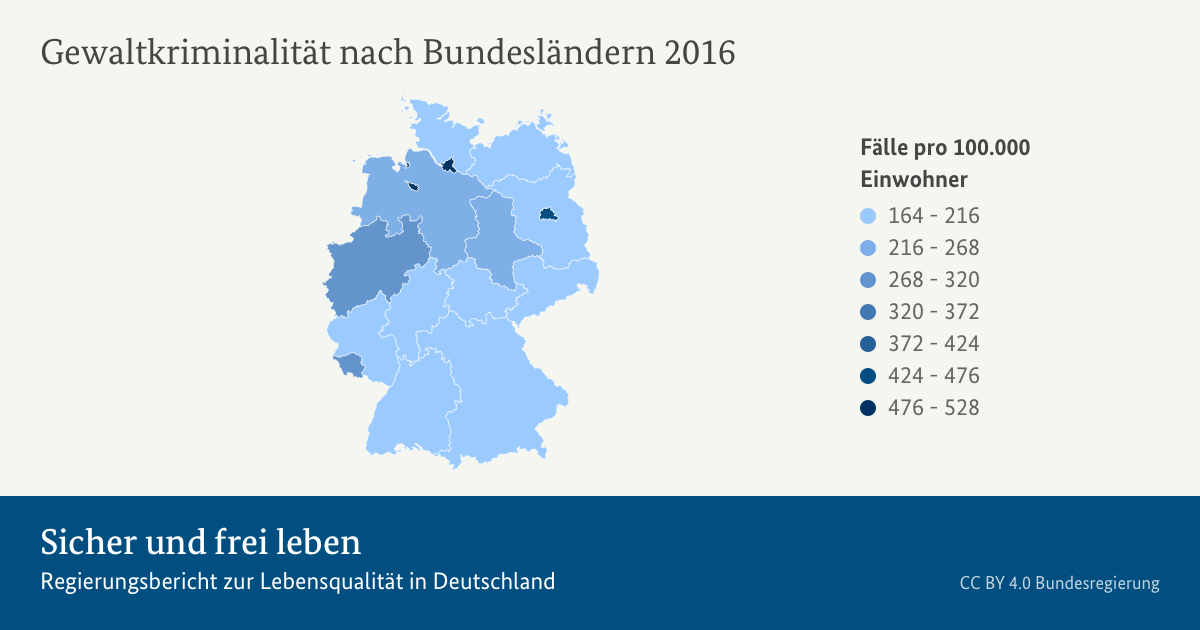 Gewaltkriminalität nach Bundesländern 2016
Fälle pro 100.000
Einwohner
164 - 216
216 - 268
268 - 320
320 - 372
372 - 424
424 - 476
476 - 528
Sicher und frei leben
Regierungsbericht zur Lebensqualität in Deutschland
CC BY 4.0 Bundesregierung